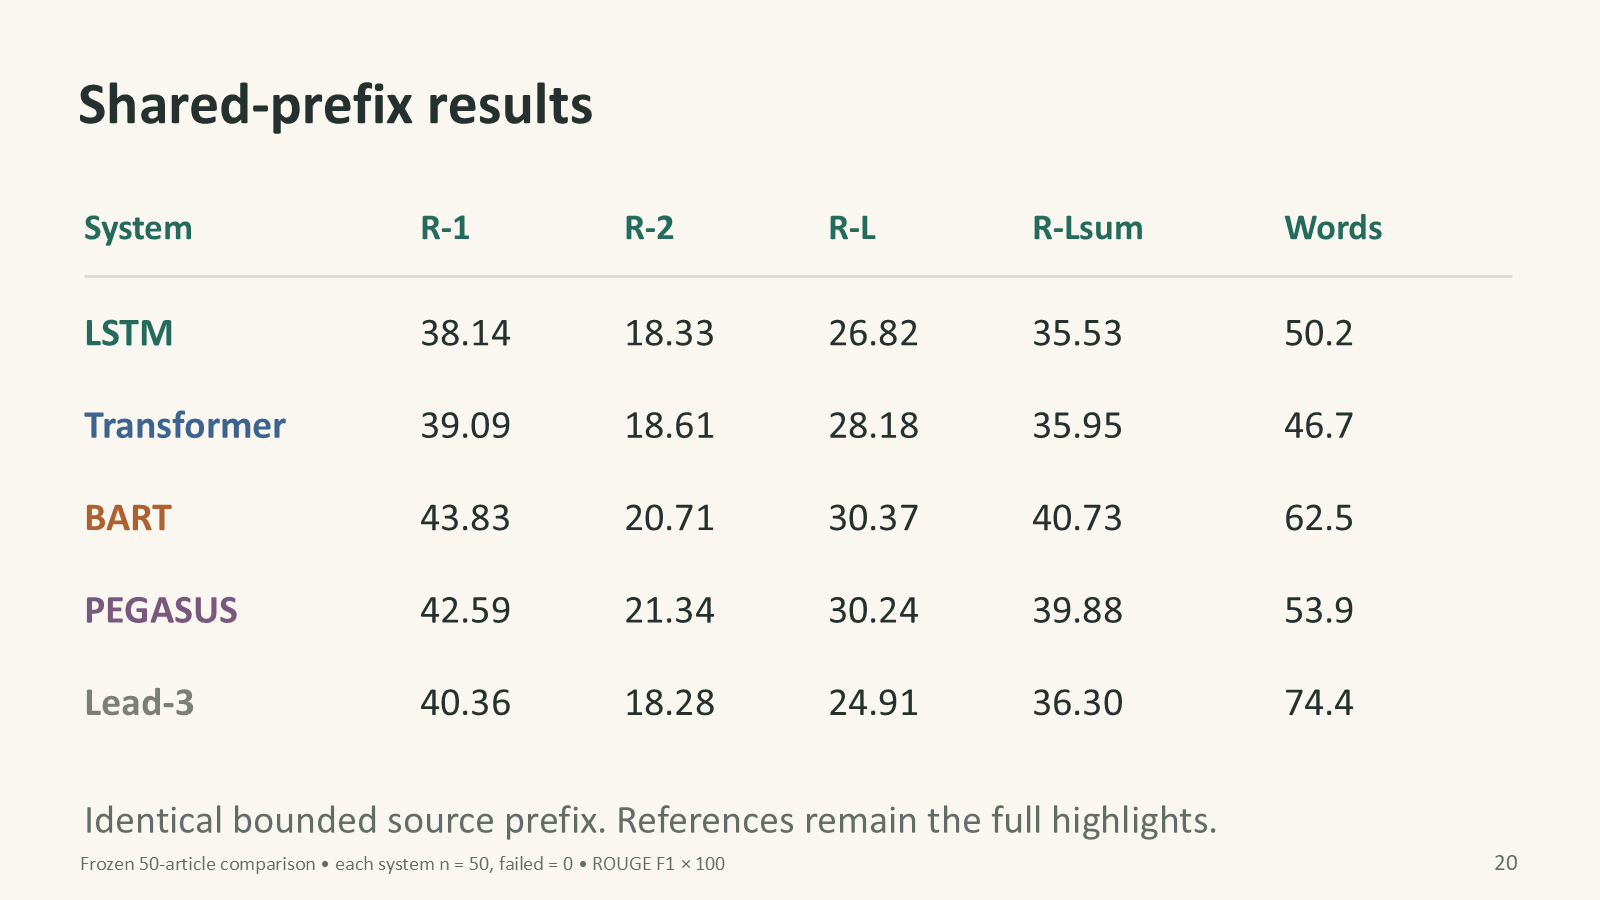 Shared-prefix results
System R-1 R-2 R-L R-Lsum Words
LSTM 38.14 18.33 26.82 35.53 50.2
Transformer 39.09 18.61 28.18 35.95 46.7
BART 43.83 20.71 30.37 40.73 62.5
PEGASUS 42.59 21.34 30.24 39.88 53.9
Lead-3 40.36 18.28 24.91 36.30 74.4
Identical bounded source prefix. References remain the full highlights.
Frozen 50-article comparison • each system n = 50, failed = 0 • ROUGE F1 × 100 20